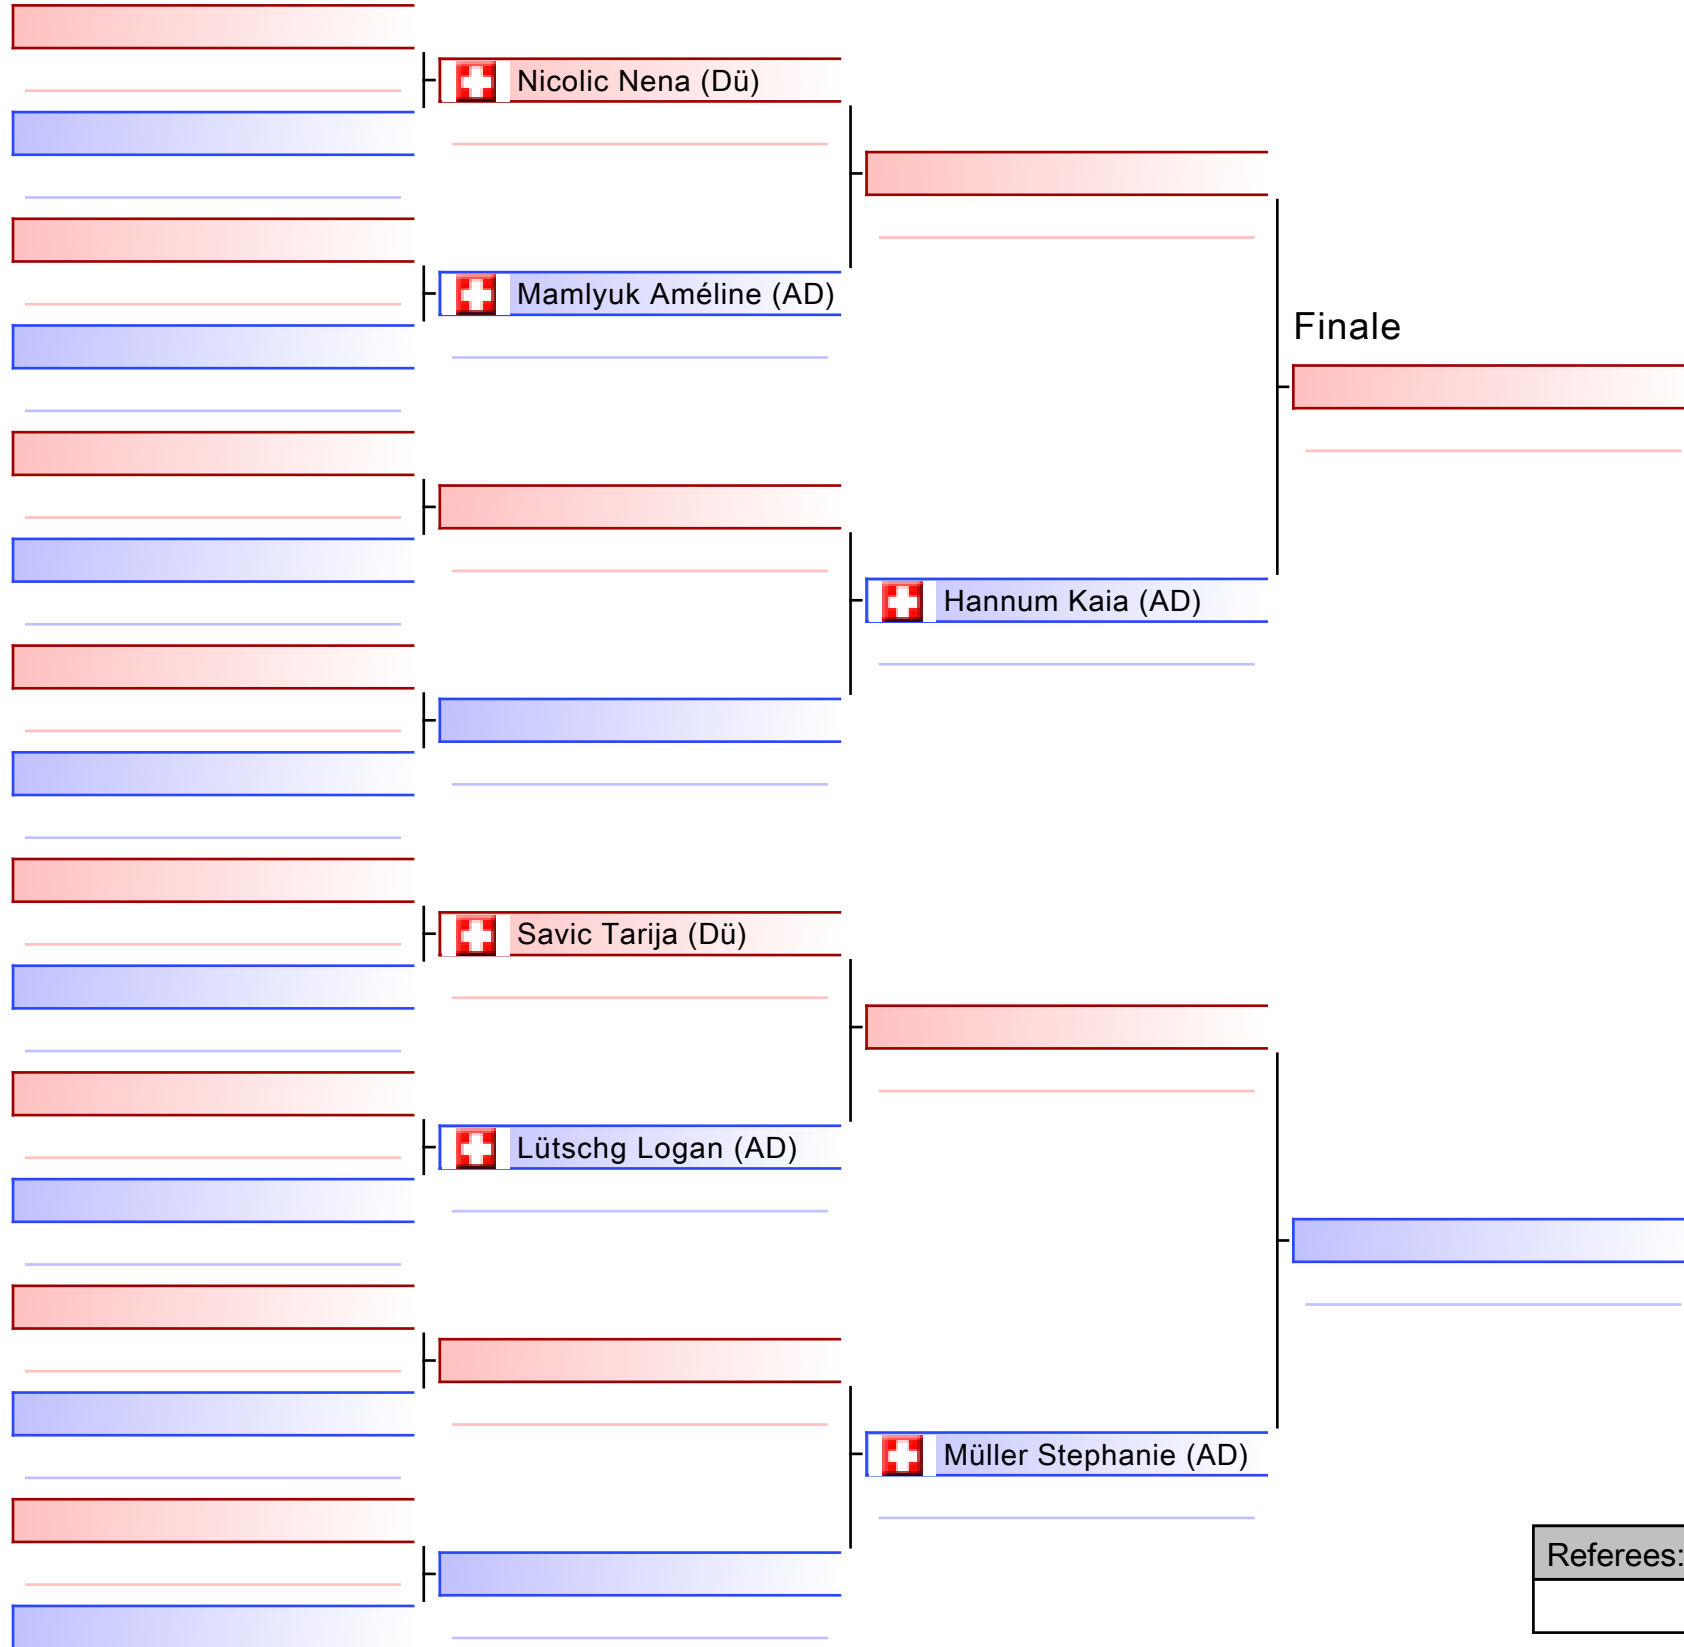 Nicolic Nena (Dü)
Mamlyuk Améline (AD)
Finale
Hannum Kaia (AD)
Savic Tarija (Dü)
Lütschg Logan (AD)
Müller Stephanie (AD)
Referees: